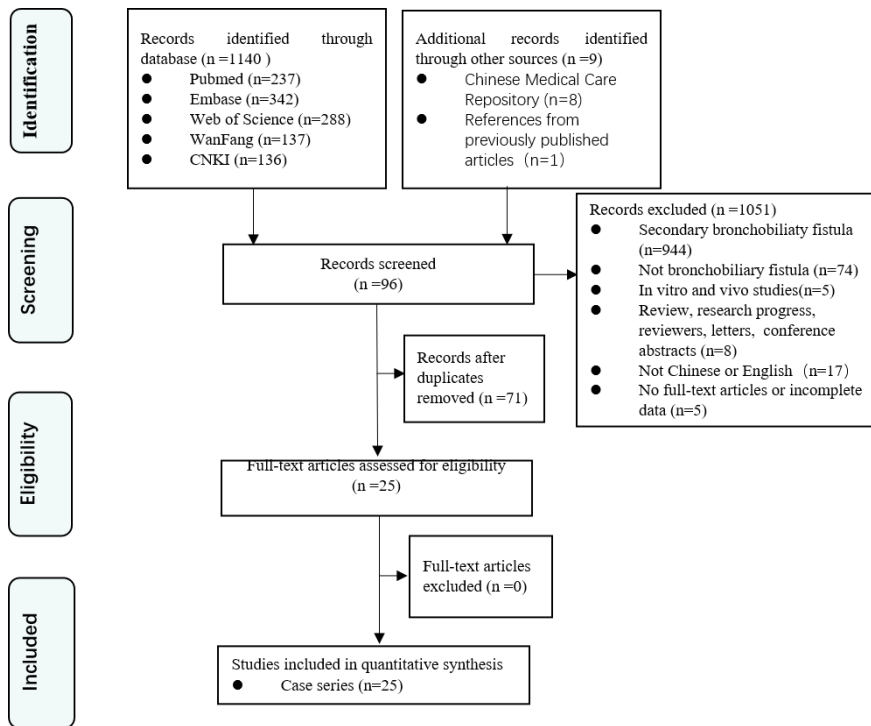 Identification
Records identified through
database (n =1140 )
● Pubmed (n=237)
● Embase (n=342)
● Web of Science (n=288)
● WanFang (n=137)
● CNKI (n=136)
Additional records identified
through other sources (n =9)
● Chinese Medical Care
Repository (n=8)
● References from
previously published
articles（n=1）
Screening
Records screened
(n =96)
Records excluded (n =1051)
● Secondary bronchobiliaty fistula
(n=944)
● Not bronchobiliary fistula (n=74)
● In vitro and vivo studies(n=5)
● Review, research progress,
reviewers, letters, conference
abstracts (n=8)
● Not Chinese or English（n=17）
● No full-text articles or incomplete
data (n=5)
Records after
duplicates
removed (n =71)
Eligibility
Full-text articles assessed for eligibility
(n =25)
Full-text articles
excluded (n =0)
Included
Studies included in quantitative synthesis
● Case series (n=25)